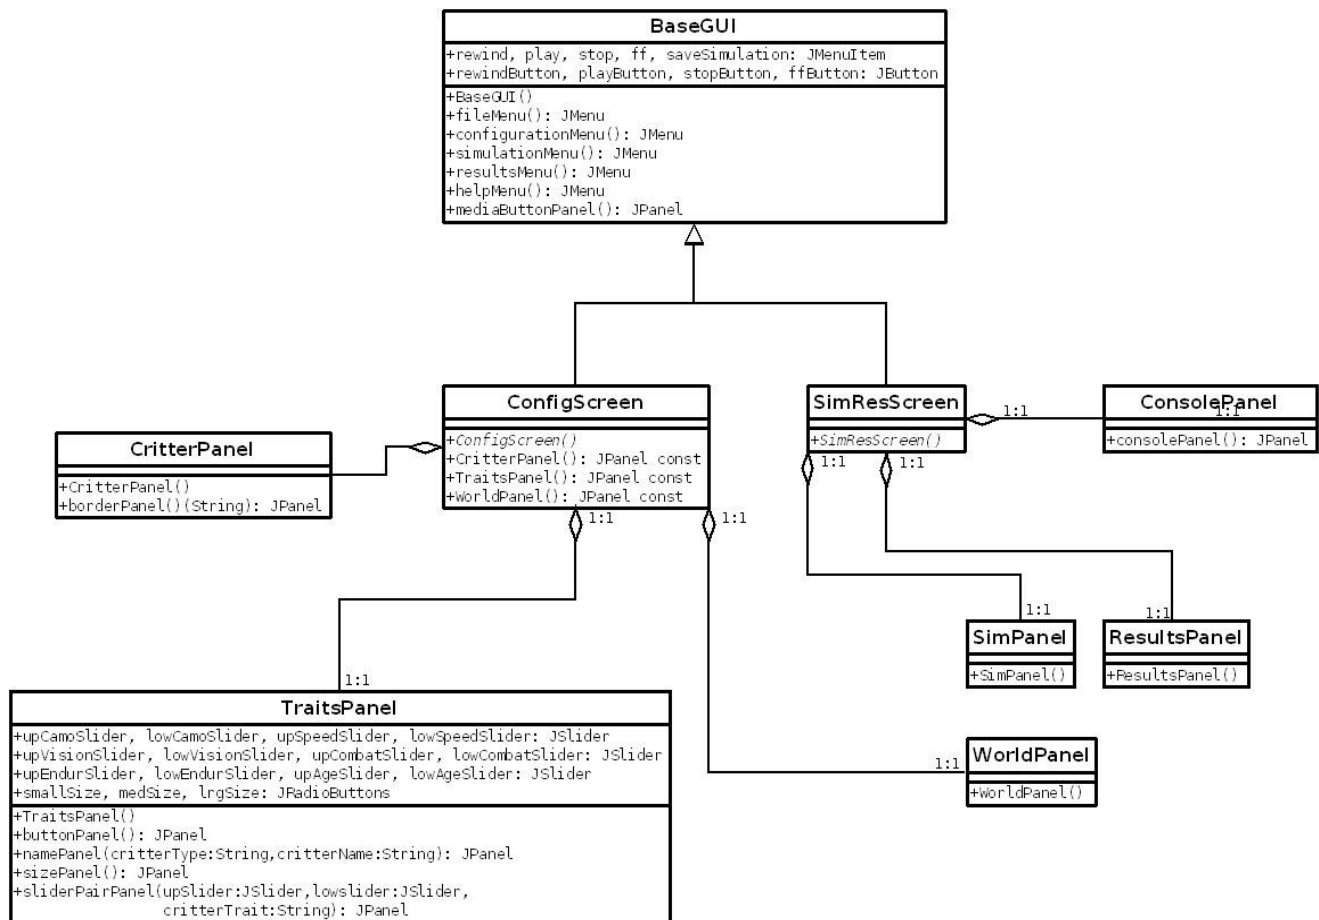 BaseGUI
+rewind, play, stop, ff, saveSimulation: JMenuItem
+rewindButton, playButton, stopButton, ffButton: JButton
+BaseGUI()
+fileMenu(): JMenu
+configurationMenu(): JMenu
+simulationMenu(): JMenu
+resultsMenu(): JMenu
+helpMenu(): JMenu
+mediaButtonPanel(): JPanel
ConfigScreen
+ConfigScreen()
+CritterPanel(): JPanel const
+TraitsPanel(): JPanel const
+WorldPanel(): JPanel const
SimResScreen
+SimResScreen()
1:1
1:1
ConsolePanel
+consolePanel(): JPanel
CritterPanel
+CritterPanel()
+borderPanel()(String): JPanel
1:1
1:1
1:1
1:1
1:1
1:1
SimPanel
+SimPanel()
ResultsPanel
+ResultsPanel()
1:1
TraitsPanel
+upCamoSlider, lowCamoSlider, upSpeedSlider, lowSpeedSlider: JSlider
+upVisionSlider, lowVisionSlider, upCombatSlider, lowCombatSlider: JSlider
+upEndurSlider, lowEndurSlider, upAgeSlider, lowAgeSlider: JSlider
+smallSize, medSize, lrgSize: JRadioButtons
+TraitsPanel()
+buttonPanel(): JPanel
+namePanel(critterType:String,critterName:String): JPanel
+sizePanel(): JPanel
+sliderPairPanel(upSlider:JSlider,lowslider:JSlider,
critterTrait:String): JPanel
1:1
WorldPanel
+WorldPanel()